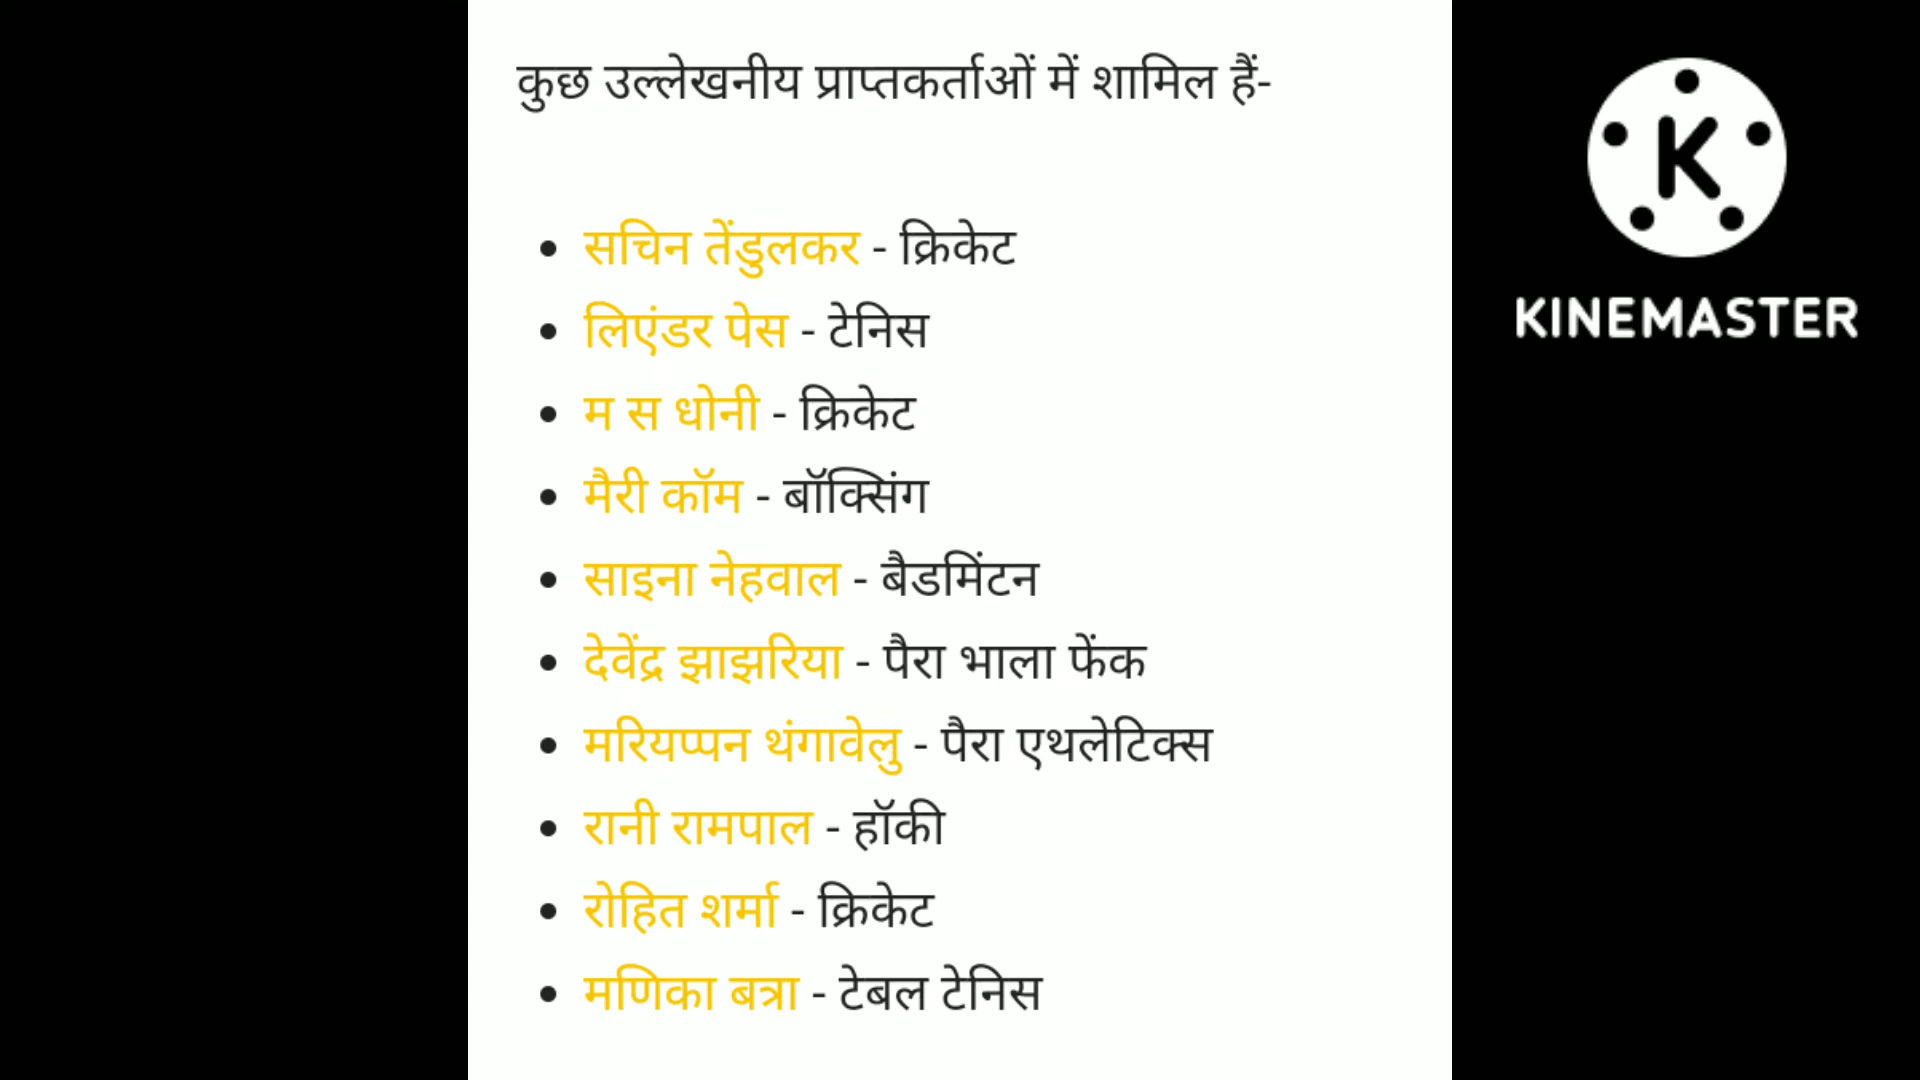 कुछ उल्लेखनीय प्राप्तकर्ताओं में शामिल हैं-
• सचिन तेंडुलकर - क्रिकेट
• लिएंडर पेस - टेनिस
• म स धोनी - क्रिकेट
• मैरी कॉम - बॉक्सिंग
• साइना नेहवाल - बैडमिंटन
• देवेंद्र झाझरिया - पैरा भाला फेंक
• मरियप्पन थंगावेलु - पैरा एथलेटिक्स
• रानी रामपाल - हॉकी
• रोहित शर्मा - क्रिकेट
• मणिका बत्रा - टेबल टेनिस
K
KINEMASTER